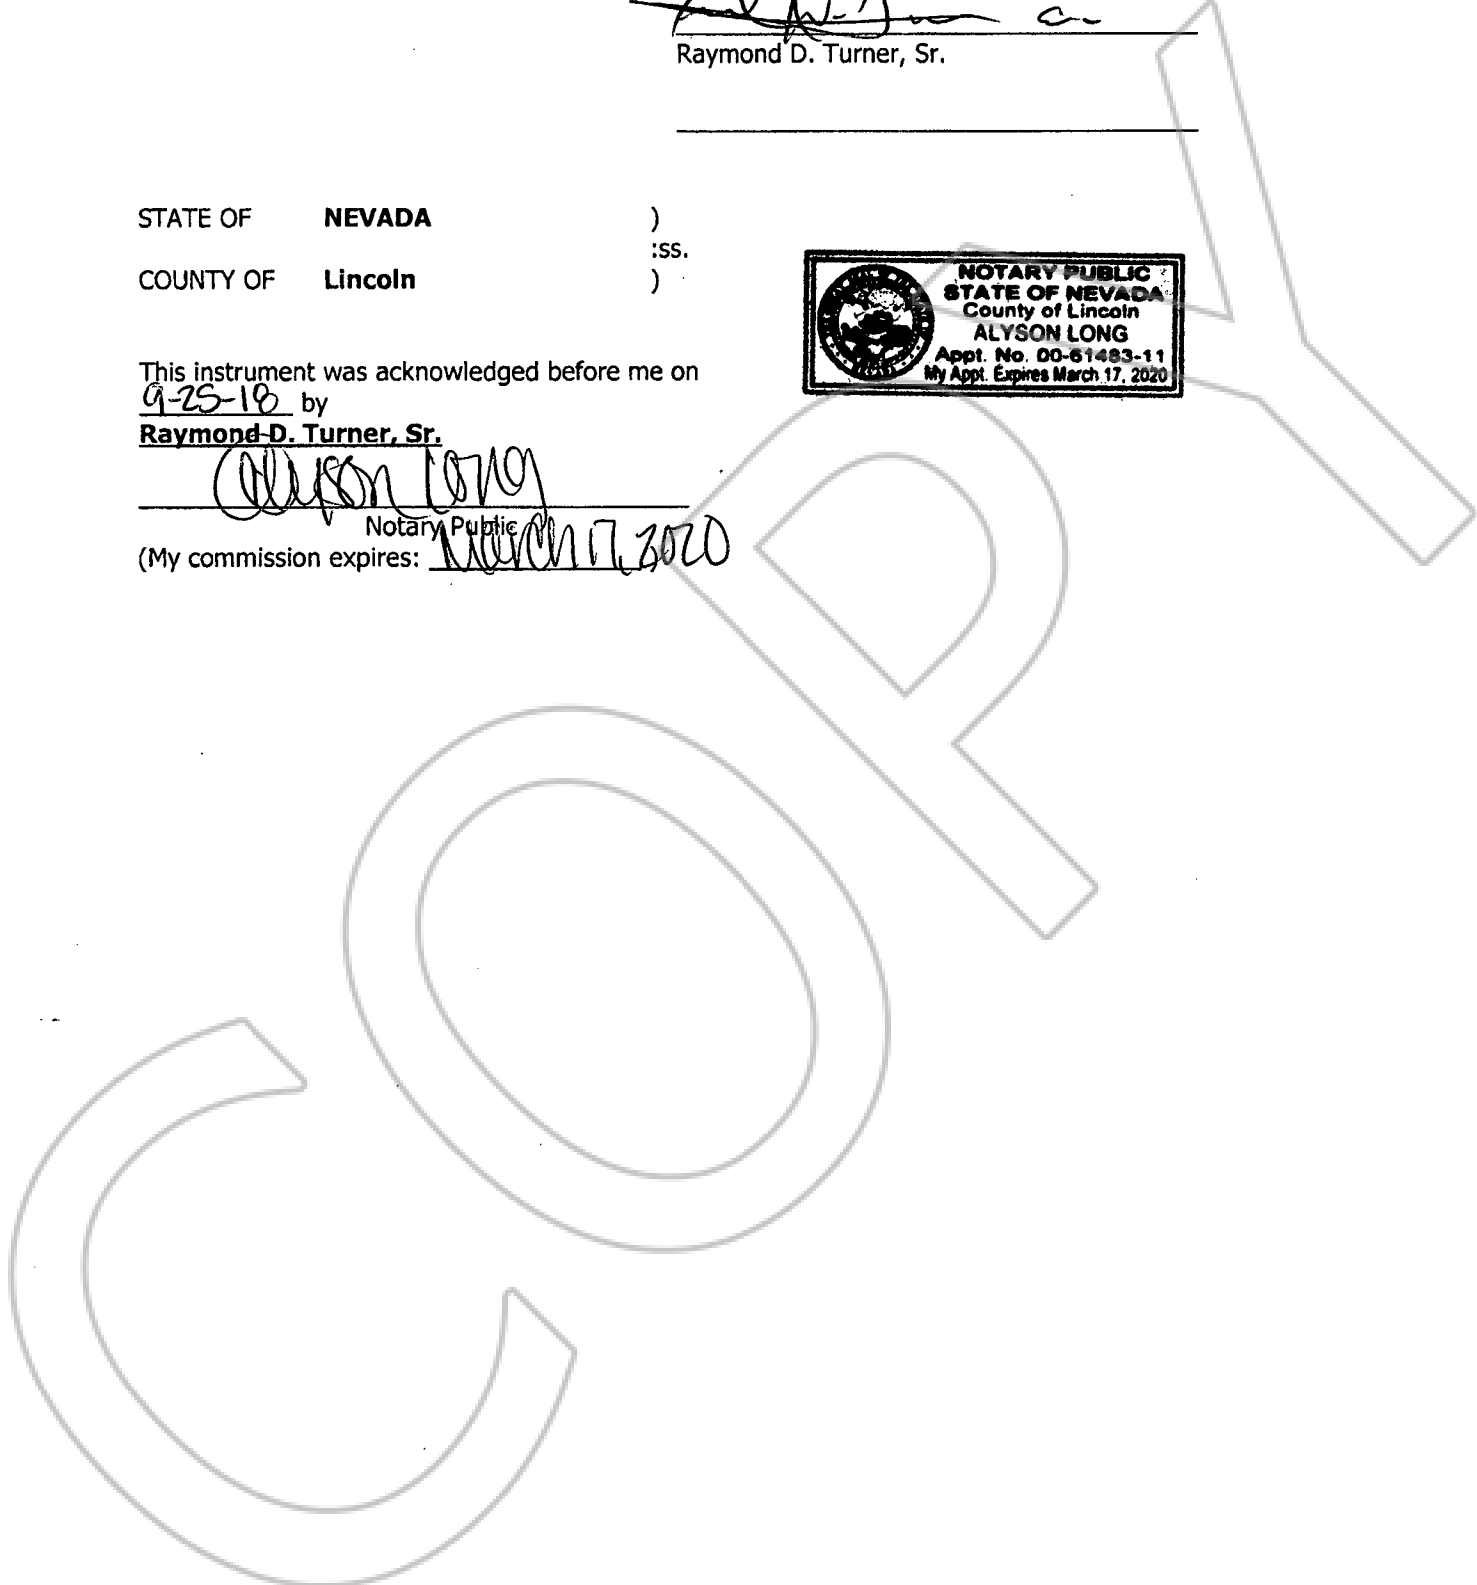 Raymond D. Turner, Sr.
STATE OF NEVADA )
:ss.
COUNTY OF Lincoln )
NOTARY PUBLIC
STATE OF NEVADA
County of Lincoln
ALYSON LONG
Appt. No. 00-61483-11
My Appt. Expires March 17, 2020
This instrument was acknowledged before me on
9-25-18 by
Raymond D. Turner, Sr.
Alyson Long
Notary Public
(My commission expires: March 17, 2020
COPY